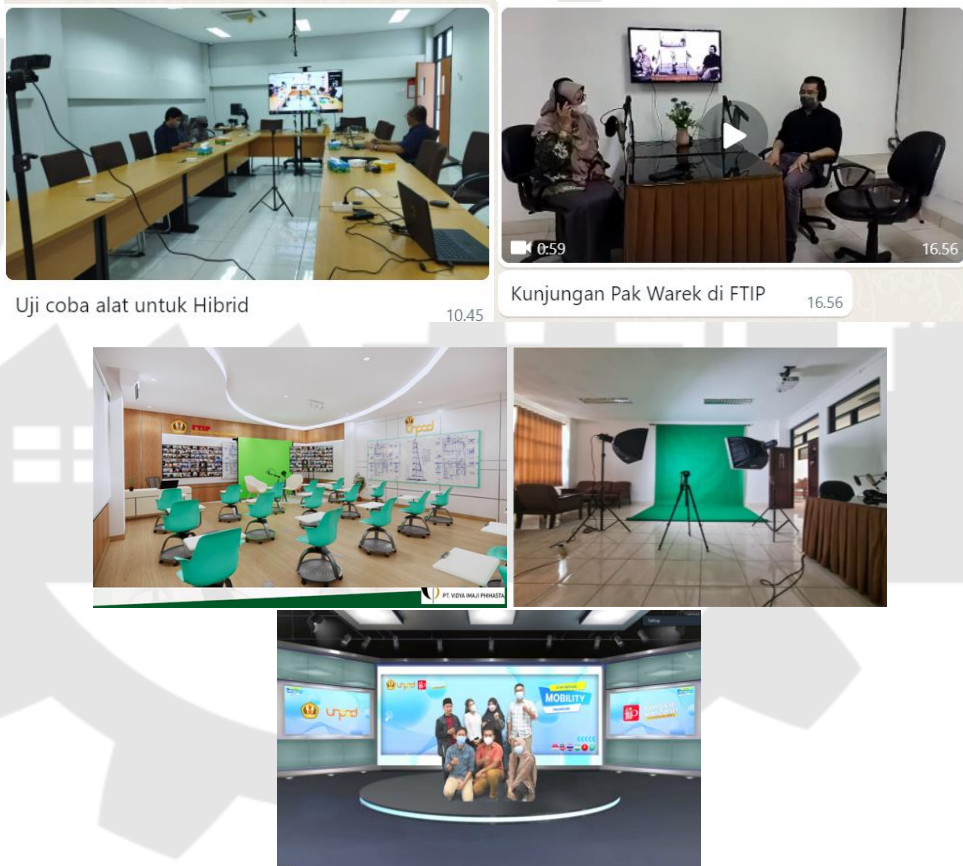 0:59
16.56
Uji coba alat untuk Hibrid
10.45
Kunjungan Pak Warek di FTIP
16.56
FTIP
unpad
PT. VIDYA IMAJI PHIHASTA
unpad
MOBILITY
unpad